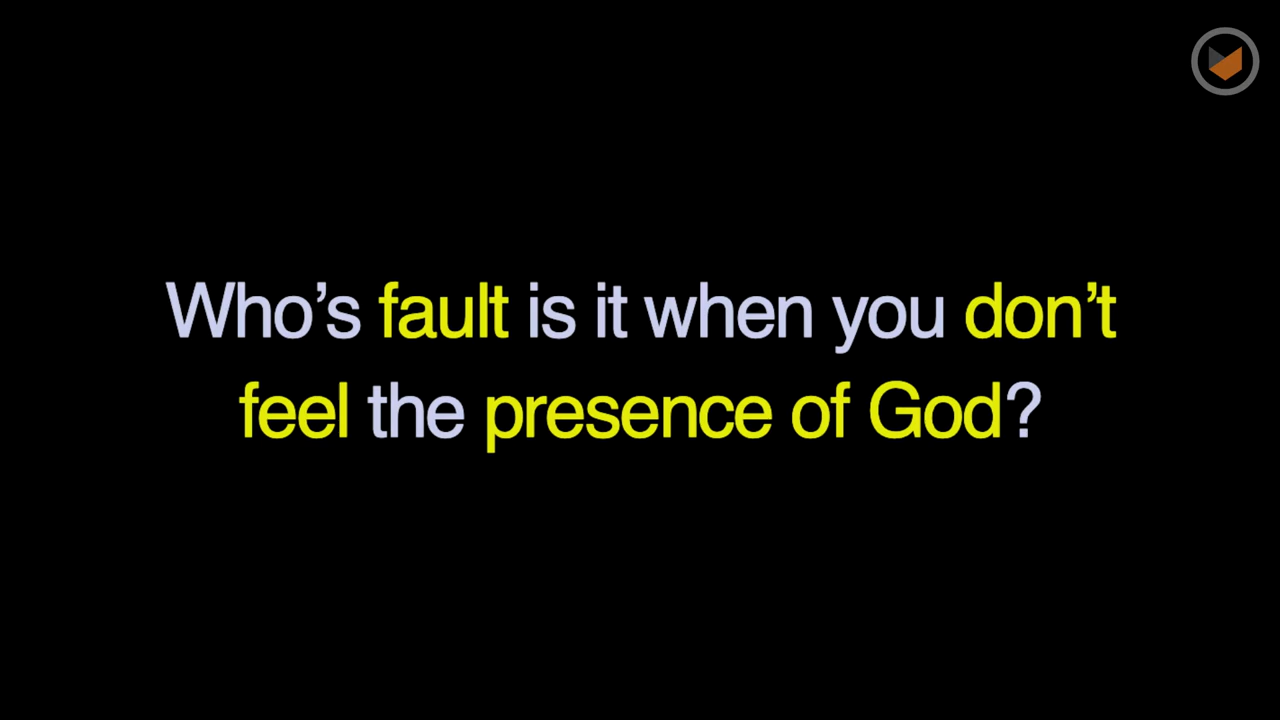 Who’s fault is it when you don’t
feel the presence of God?